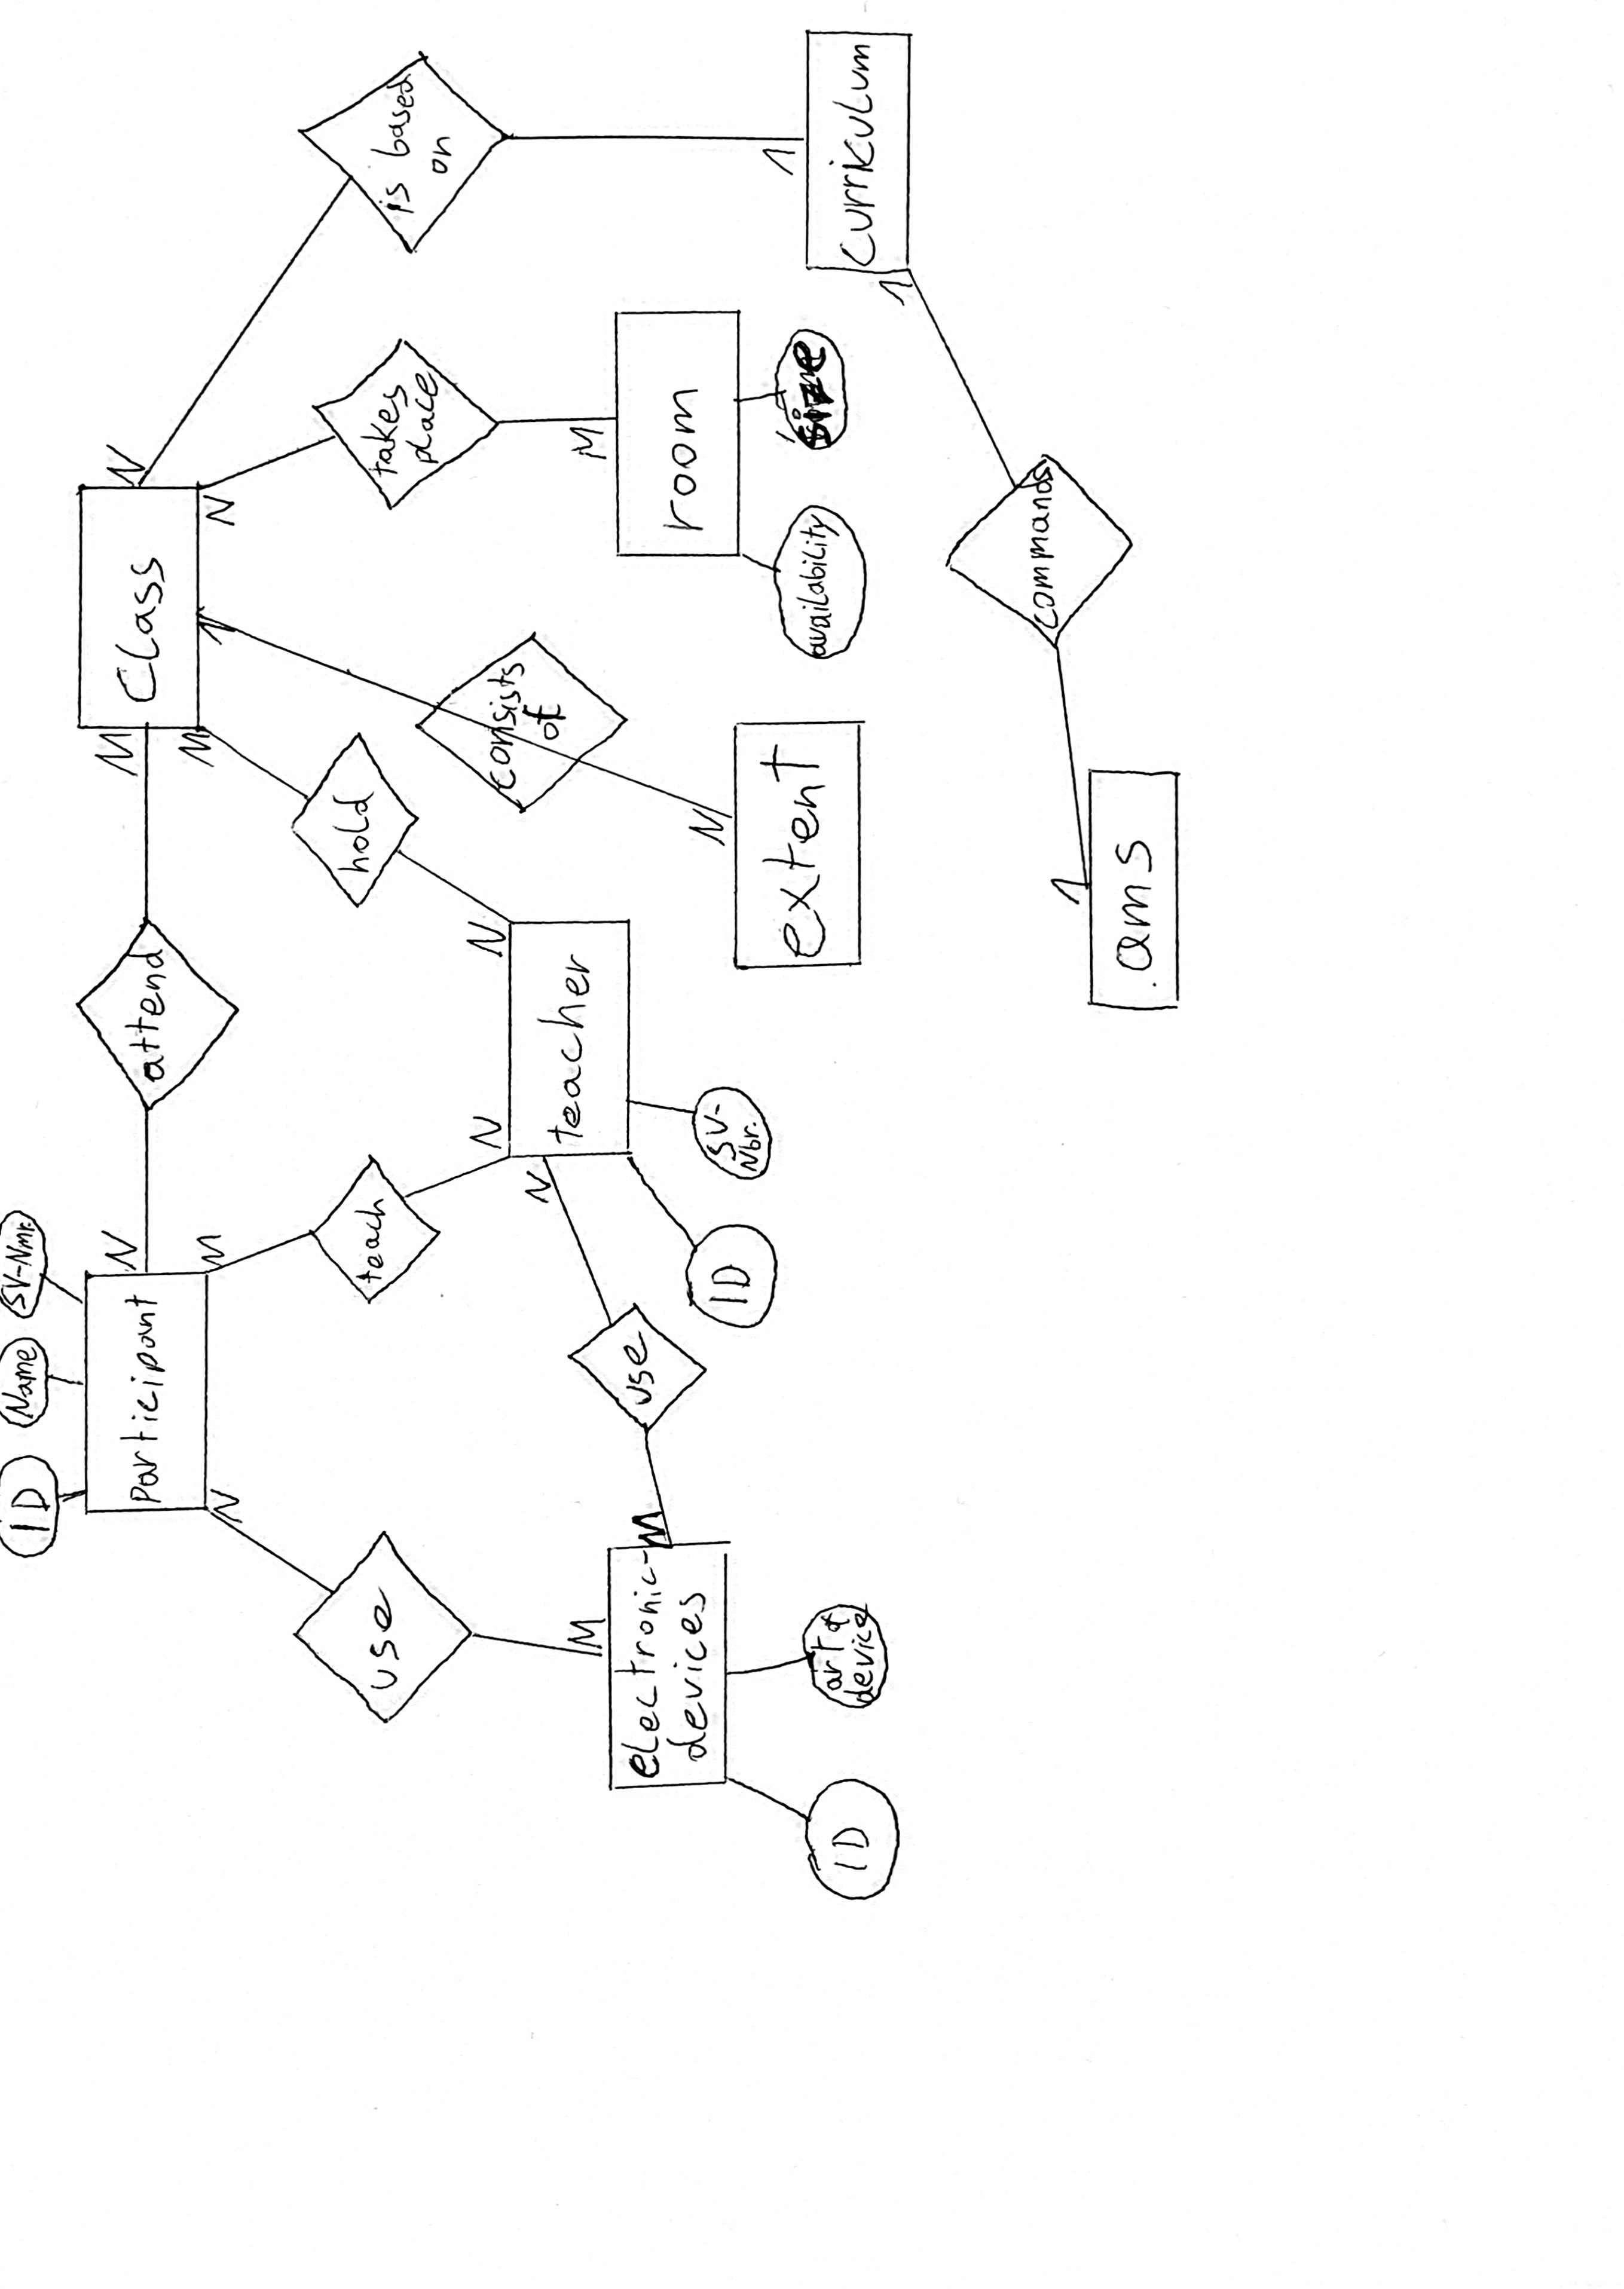 ID
Name
SV-Nmr.
Participant
N
attend
M
Class
N
N
M
M
1
N
use
teach
hold
takes
place
is based
on
consists
of
N
N
N
M
M
teacher
electronic-
devices
M
use
room
ID
SV-
Nbr.
N
extent
1
availability
size
ID
art of
device
curriculum
1
commands
1
.ams